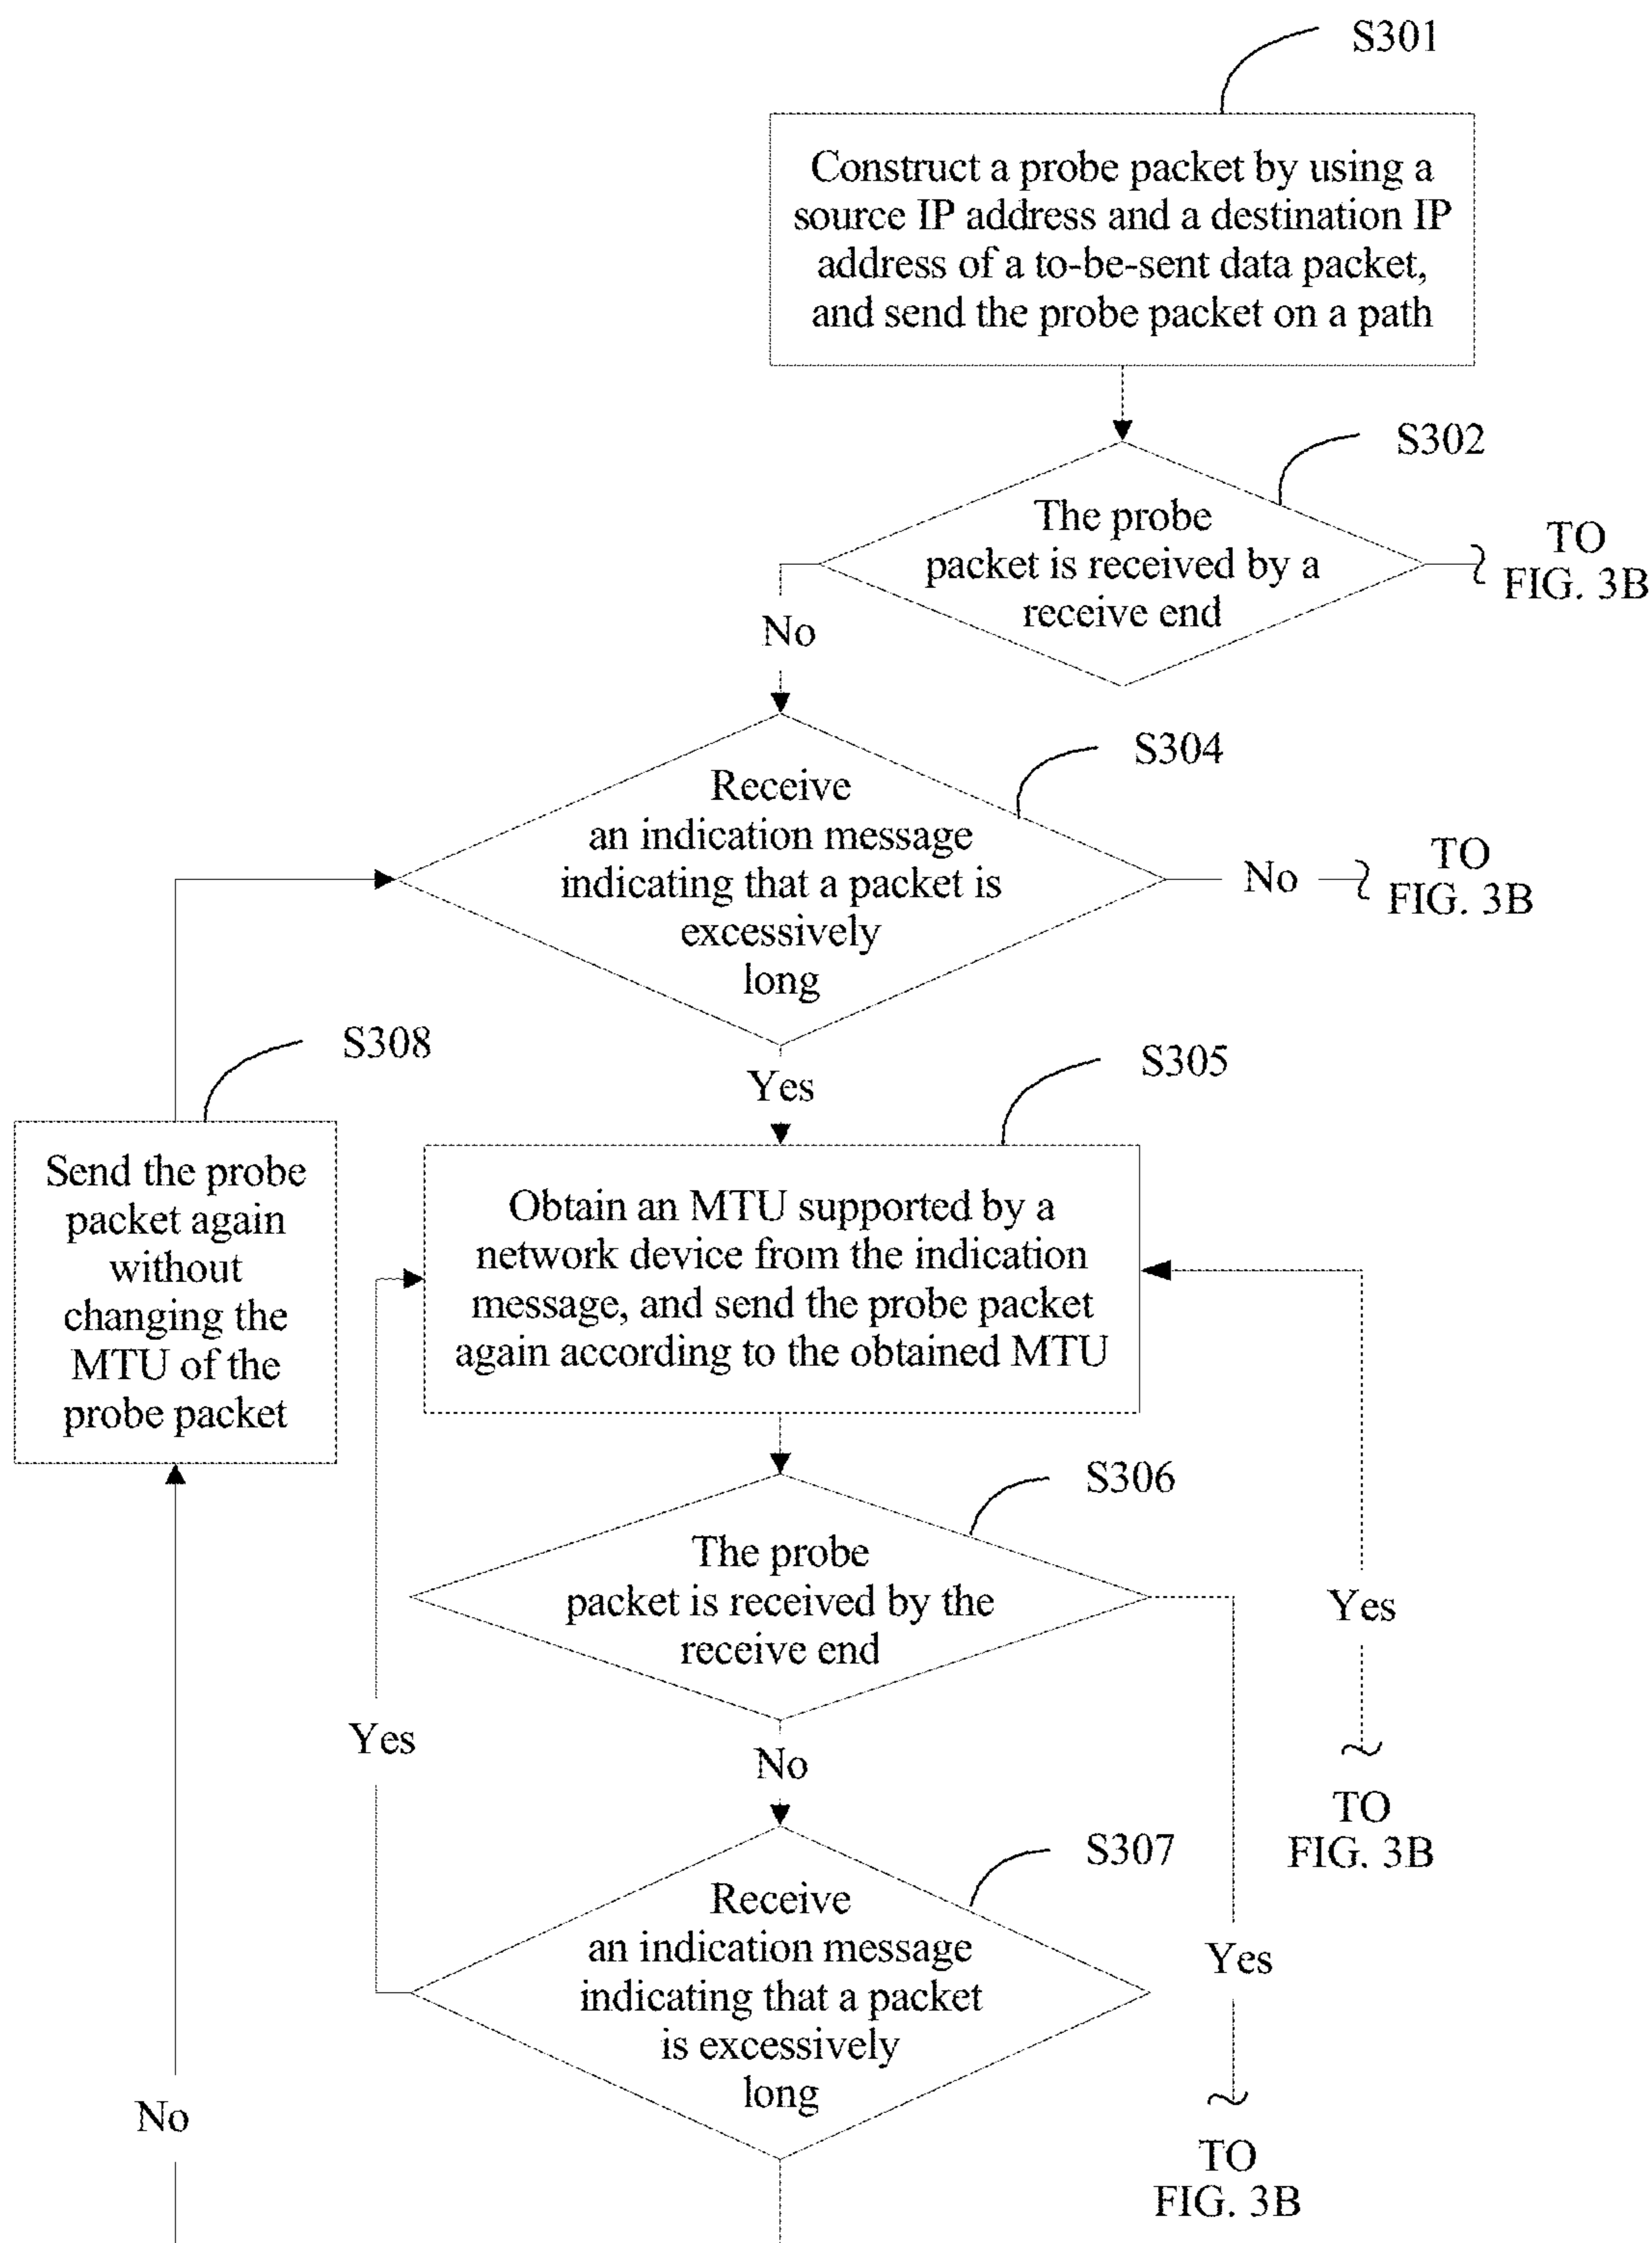 S301
Construct a probe packet by using a
source IP address and a destination IP
address of a to-be-sent data packet,
and send the probe packet on a path
S302
The probe
packet is received by a
receive end
TO
FIG. 3B
No
S304
Receive
an indication message
indicating that a packet is
excessively
long
No
TO
FIG. 3B
S308
Yes
S305
Send the probe
packet again
without
changing the
MTU of the
probe packet
Obtain an MTU supported by a
network device from the indication
message, and send the probe packet
again according to the obtained MTU
S306
The probe
packet is received by the
receive end
Yes
Yes
No
TO
FIG. 3B
S307
Receive
an indication message
indicating that a packet
is excessively
long
Yes
No
TO
FIG. 3B